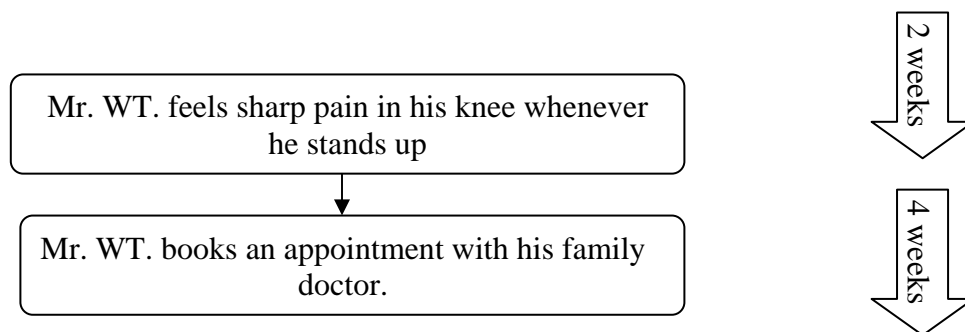 2 weeks
Mr. WT. feels sharp pain in his knee whenever
he stands up
4 weeks
Mr. WT. books an appointment with his family
doctor.